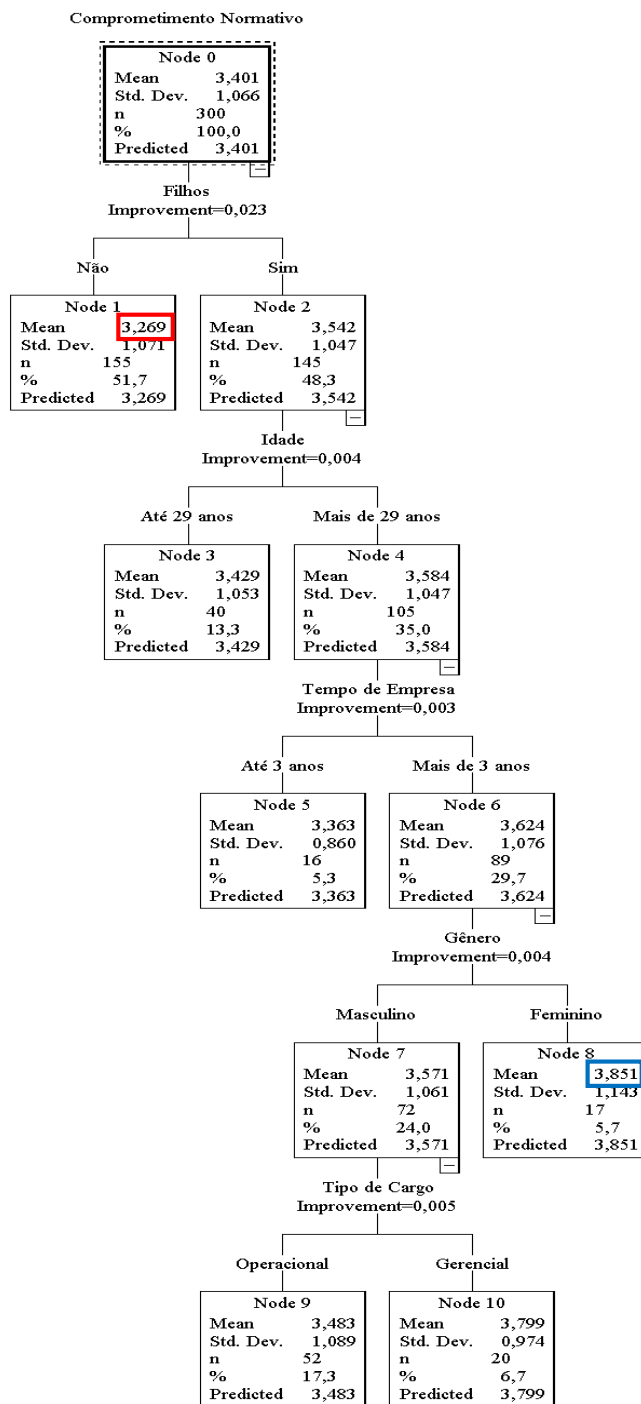 Comprometimento Normativo
Node 0
Mean 3,401
Std. Dev. 1,066
n 300
% 100,0
Predicted 3,401
Filhos
Improvement=0,023
Não Sim
Node 1
Mean 3,269
Std. Dev. 1,071
n 155
% 51,7
Predicted 3,269
Node 2
Mean 3,542
Std. Dev. 1,047
n 145
% 48,3
Predicted 3,542
Idade
Improvement=0,004
Até 29 anos Mais de 29 anos
Node 3
Mean 3,429
Std. Dev. 1,053
n 40
% 13,3
Predicted 3,429
Node 4
Mean 3,584
Std. Dev. 1,047
n 105
% 35,0
Predicted 3,584
Tempo de Empresa
Improvement=0,003
Até 3 anos Mais de 3 anos
Node 5
Mean 3,363
Std. Dev. 0,860
n 16
% 5,3
Predicted 3,363
Node 6
Mean 3,624
Std. Dev. 1,076
n 89
% 29,7
Predicted 3,624
Gênero
Improvement=0,004
Masculino Feminino
Node 7
Mean 3,571
Std. Dev. 1,061
n 72
% 24,0
Predicted 3,571
Node 8
Mean 3,851
Std. Dev. 1,143
n 17
% 5,7
Predicted 3,851
Tipo de Cargo
Improvement=0,005
Operacional Gerencial
Node 9
Mean 3,483
Std. Dev. 1,089
n 52
% 17,3
Predicted 3,483
Node 10
Mean 3,799
Std. Dev. 0,974
n 20
% 6,7
Predicted 3,799